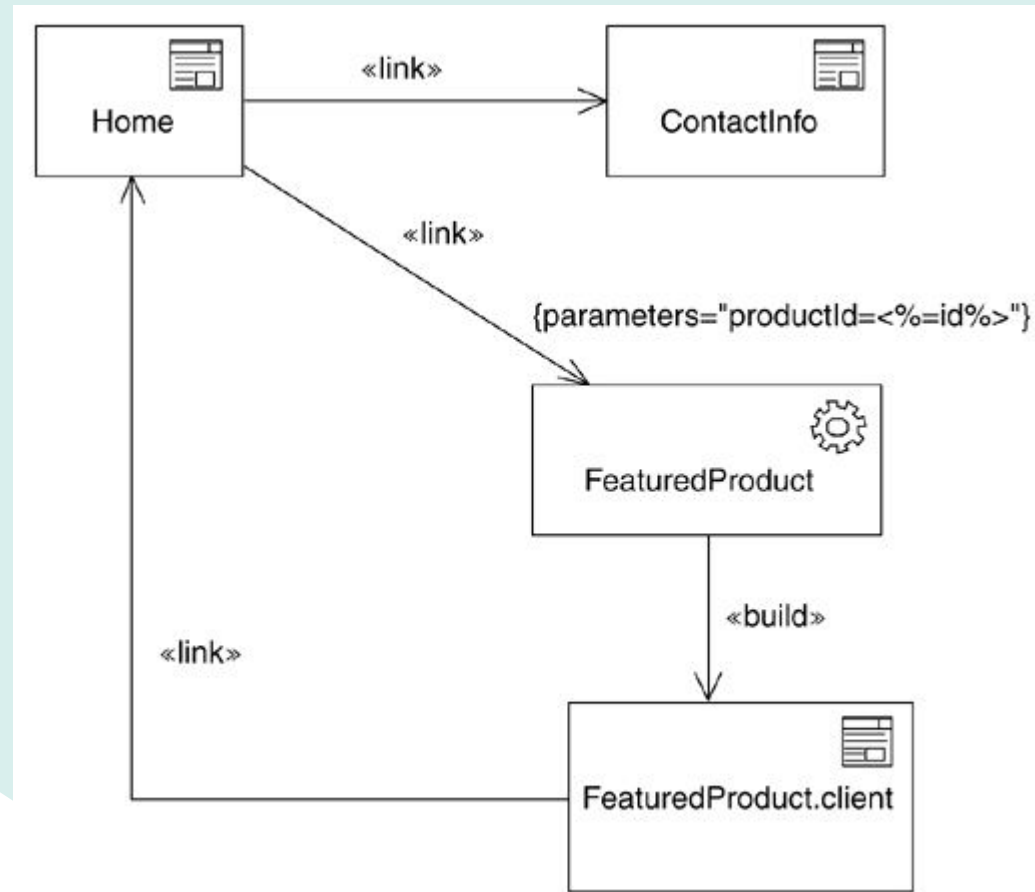 «link»
Home
ContactInfo
«link»
{parameters="productId=<%=id%>"}
FeaturedProduct
«build»
«link»
FeaturedProduct.client